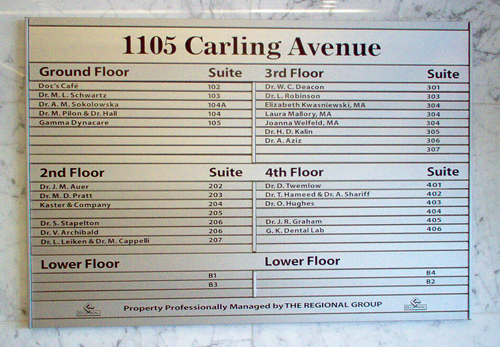 1105 Carling Avenue
Ground Floor Suite
Doc's Café 102
Dr. M. L. Schwartz 103
Dr. A. M. Sokolowska 104A
Dr. M. Pilon & Dr. Hall 104
Gamma Dynacare 105
3rd Floor Suite
Dr. W. C. Deacon 301
Dr. L. Robinson 303
Elizabeth Kwasniewski, MA 304
Laura Mallory, MA 304
Joanna Welfeld, MA 304
Dr. H. D. Kalin 305
Dr. A. Aziz 306
307
2nd Floor Suite
Dr. J. M. Auer 202
Dr. M. D. Pratt 203
Kaster & Company 204
205
Dr. S. Stapelton 206
Dr. V. Archibald 206
Dr. L. Leiken & Dr. M. Cappelli 207
4th Floor Suite
Dr. D. Twemlow 401
Dr. T. Hameed & Dr. A. Shariff 402
Dr. O. Hughes 403
404
Dr. J. R. Graham 405
G. K. Dental Lab 406
Lower Floor
B1
B3
Lower Floor
B4
B2
Property Professionally Managed by THE REGIONAL GROUP